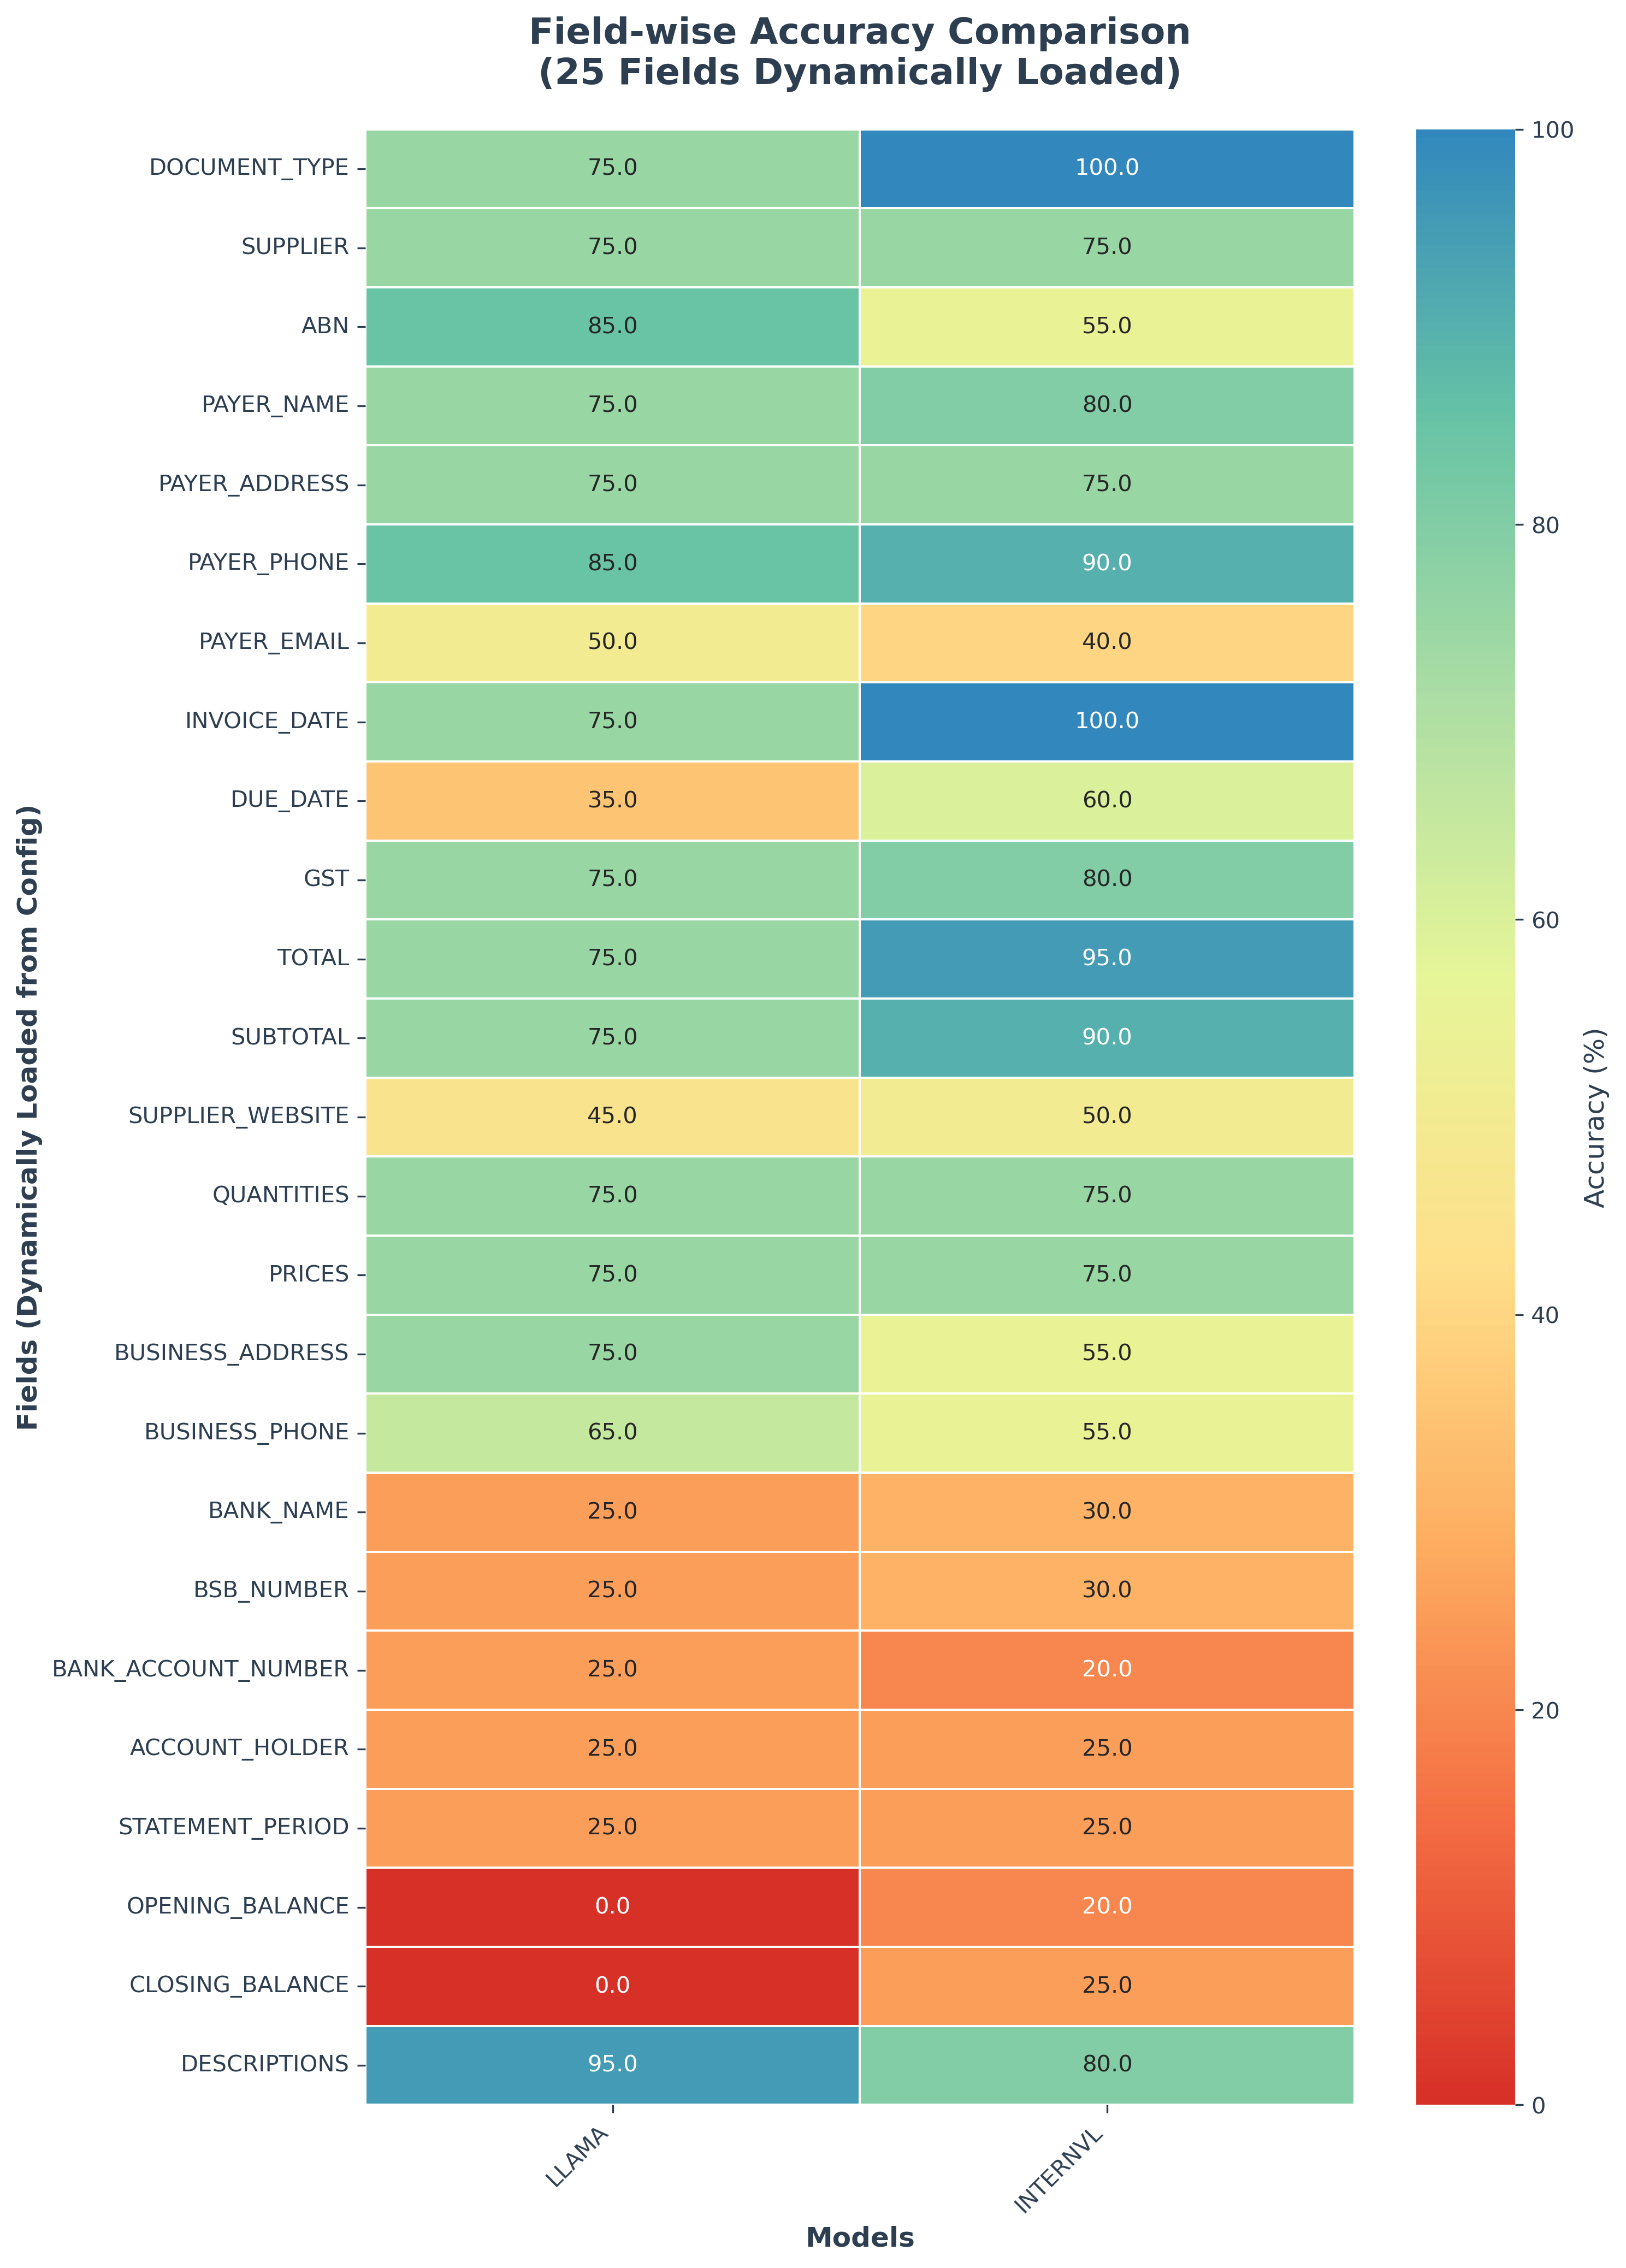 Field-wise Accuracy Comparison
(25 Fields Dynamically Loaded)
Fields (Dynamically Loaded from Config)
DOCUMENT_TYPE 75.0 100.0
SUPPLIER 75.0 75.0
ABN 85.0 55.0
PAYER_NAME 75.0 80.0
PAYER_ADDRESS 75.0 75.0
PAYER_PHONE 85.0 90.0
PAYER_EMAIL 50.0 40.0
INVOICE_DATE 75.0 100.0
DUE_DATE 35.0 60.0
GST 75.0 80.0
TOTAL 75.0 95.0
SUBTOTAL 75.0 90.0
SUPPLIER_WEBSITE 45.0 50.0
QUANTITIES 75.0 75.0
PRICES 75.0 75.0
BUSINESS_ADDRESS 75.0 55.0
BUSINESS_PHONE 65.0 55.0
BANK_NAME 25.0 30.0
BSB_NUMBER 25.0 30.0
BANK_ACCOUNT_NUMBER 25.0 20.0
ACCOUNT_HOLDER 25.0 25.0
STATEMENT_PERIOD 25.0 25.0
OPENING_BALANCE 0.0 20.0
CLOSING_BALANCE 0.0 25.0
DESCRIPTIONS 95.0 80.0
LLAMA INTERNVL
Models
100
80
60
40
20
0
Accuracy (%)